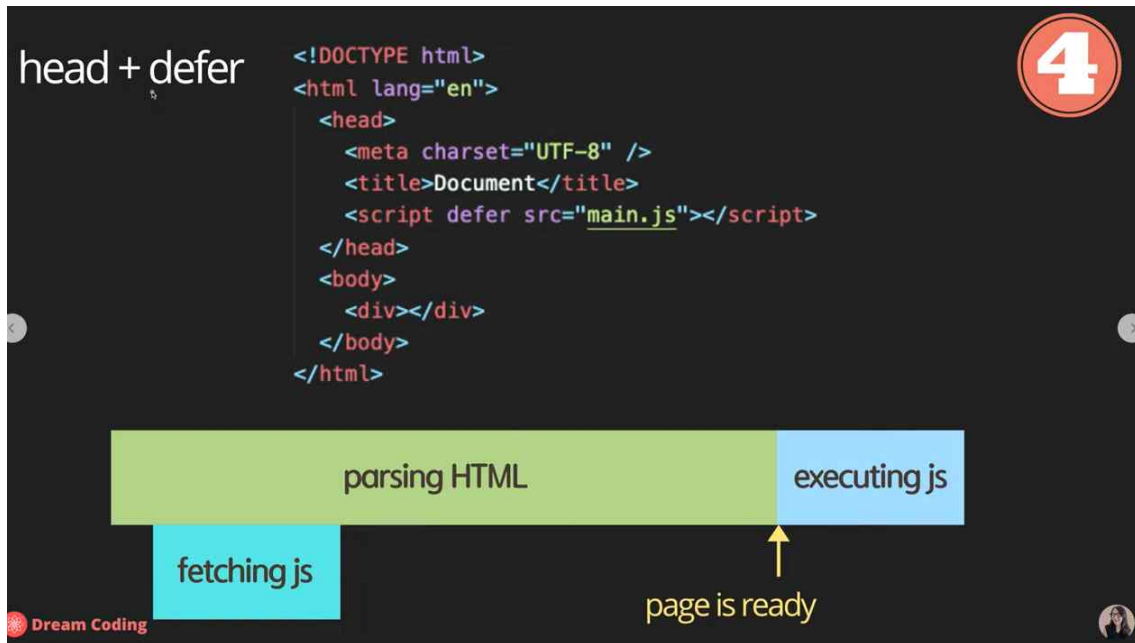 head + defer
4
<!DOCTYPE html>
<html lang="en">
<head>
<meta charset="UTF-8" />
<title>Document</title>
<script defer src="main.js"></script>
</head>
<body>
<div></div>
</body>
</html>
parsing HTML
executing js
fetching js
page is ready
Dream Coding